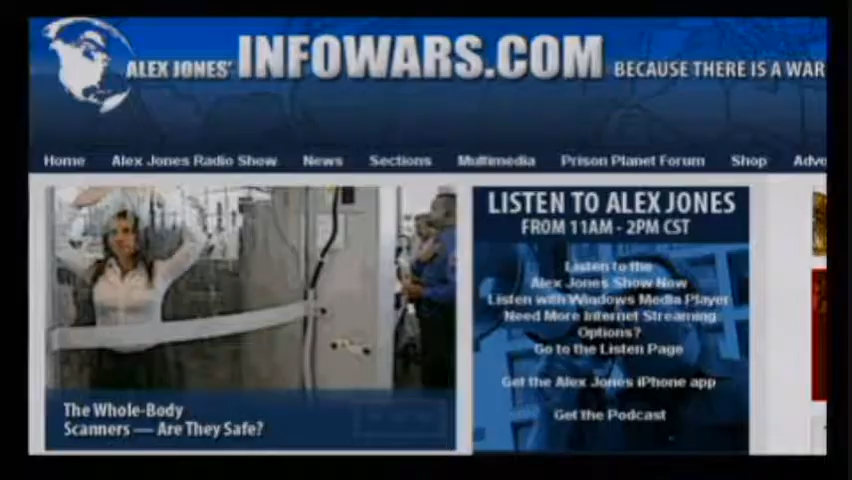 ALEX JONES' INFOWARS.COM BECAUSE THERE IS A WAR
Home Alex Jones Radio Show News Sections Multimedia Prison Planet Forum Shop Adve
LISTEN TO ALEX JONES
FROM 11AM - 2PM CST
Listen to the
Alex Jones Show Now
Listen with Windows Media Player
Need More Internet Streaming
Options?
Go to the Listen Page
Get the Alex Jones iPhone app
Get the Podcast
The Whole-Body
Scanners — Are They Safe?